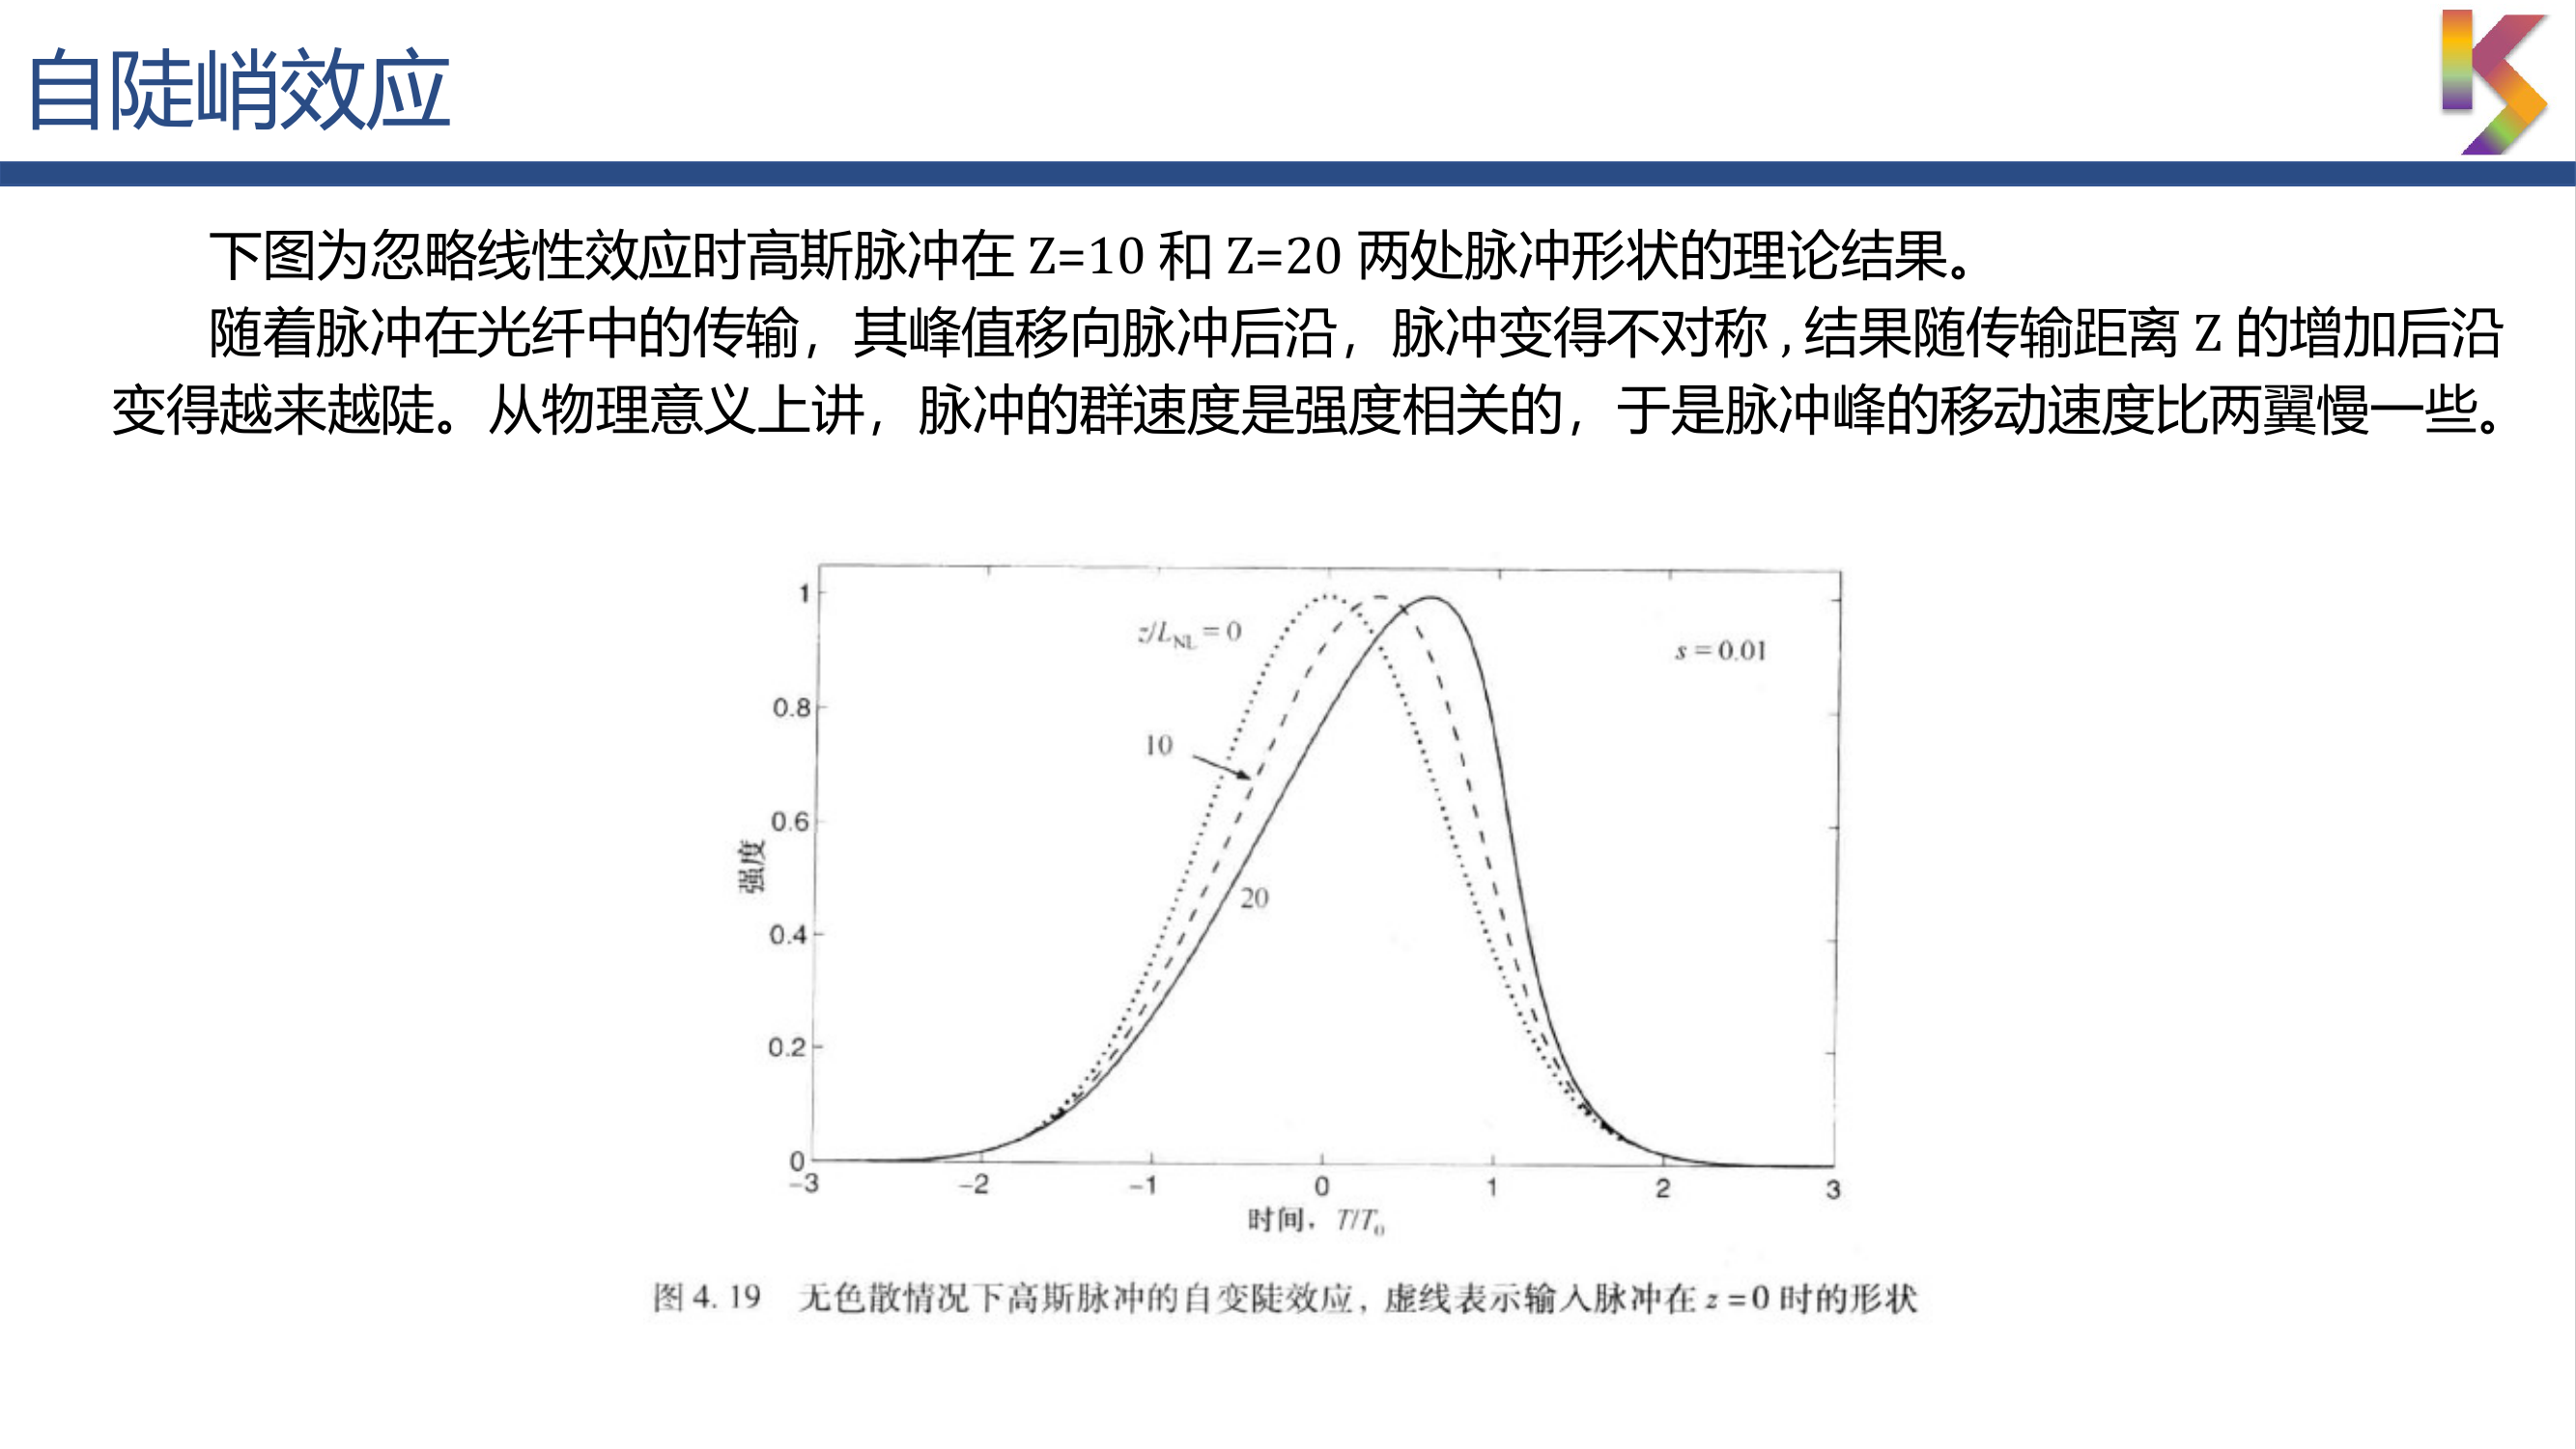 自陡峭效应
下图为忽略线性效应时高斯脉冲在 Z=10 和 Z=20 两处脉冲形状的理论结果。
随着脉冲在光纤中的传输，其峰值移向脉冲后沿，脉冲变得不对称,结果随传输距离 Z 的增加后沿
变得越来越陡。从物理意义上讲，脉冲的群速度是强度相关的，于是脉冲峰的移动速度比两翼慢一些。
1
z/L_NL = 0
s = 0.01
0.8
10
0.6
强度
20
0.4
0.2
0
-3 -2 -1 0 1 2 3
时间，T/T₀
图 4.19 无色散情况下高斯脉冲的自变陡效应，虚线表示输入脉冲在 z = 0 时的形状